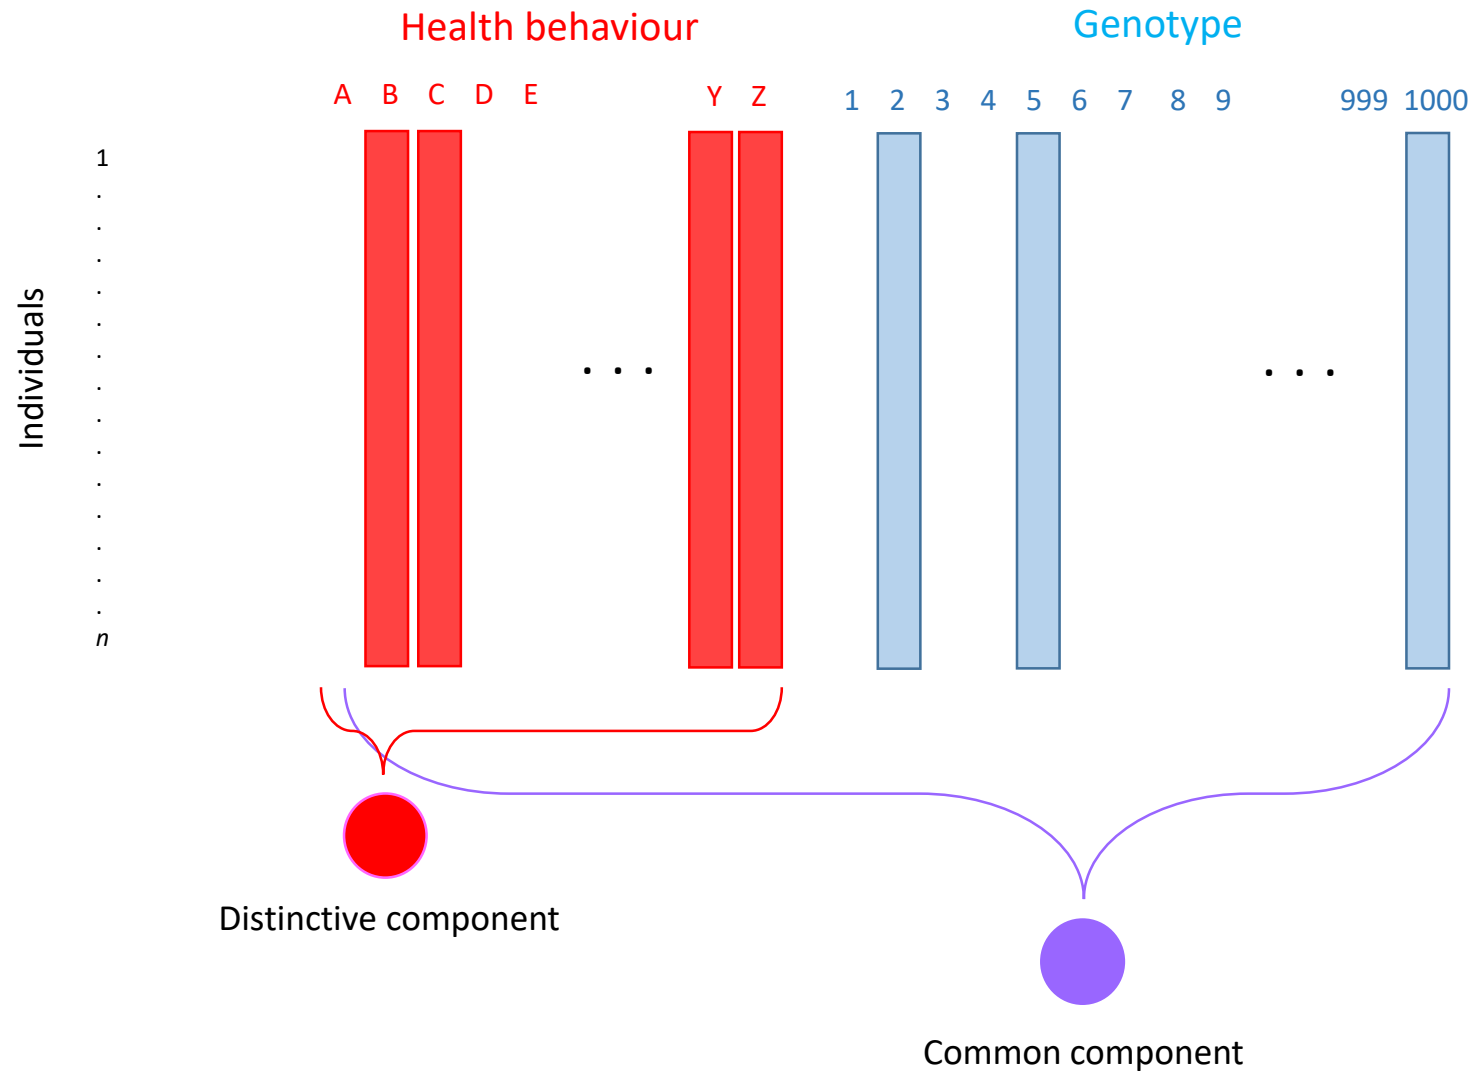 Health behaviour
Genotype
A B C D E Y Z
1 2 3 4 5 6 7 8 9 999 1000
Individuals
1
.
.
.
.
.
.
.
.
.
.
.
.
.
.
n
. . .
. . .
Distinctive component
Common component